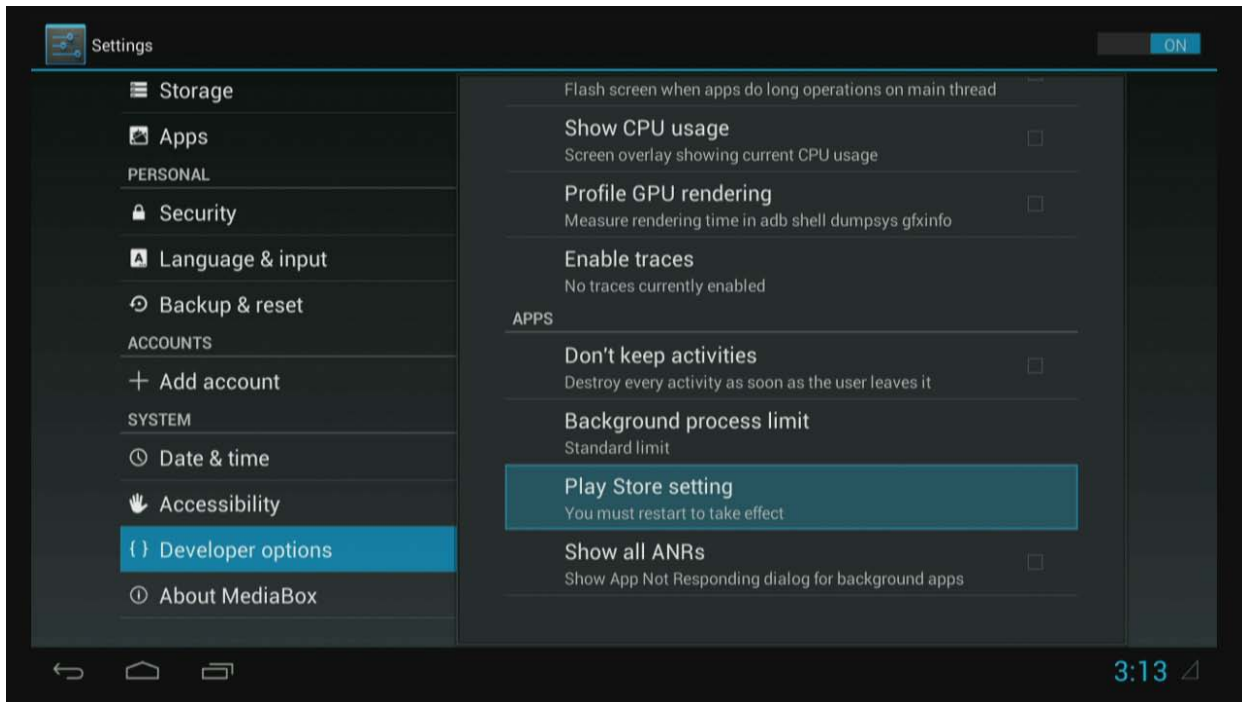 Settings
ON
Storage
Apps
PERSONAL
Security
Language & input
Backup & reset
ACCOUNTS
Add account
SYSTEM
Date & time
Accessibility
{ } Developer options
About MediaBox
Flash screen when apps do long operations on main thread
Show CPU usage
Screen overlay showing current CPU usage
Profile GPU rendering
Measure rendering time in adb shell dumpsys gfxinfo
Enable traces
No traces currently enabled
APPS
Don't keep activities
Destroy every activity as soon as the user leaves it
Background process limit
Standard limit
Play Store setting
You must restart to take effect
Show all ANRs
Show App Not Responding dialog for background apps
3:13